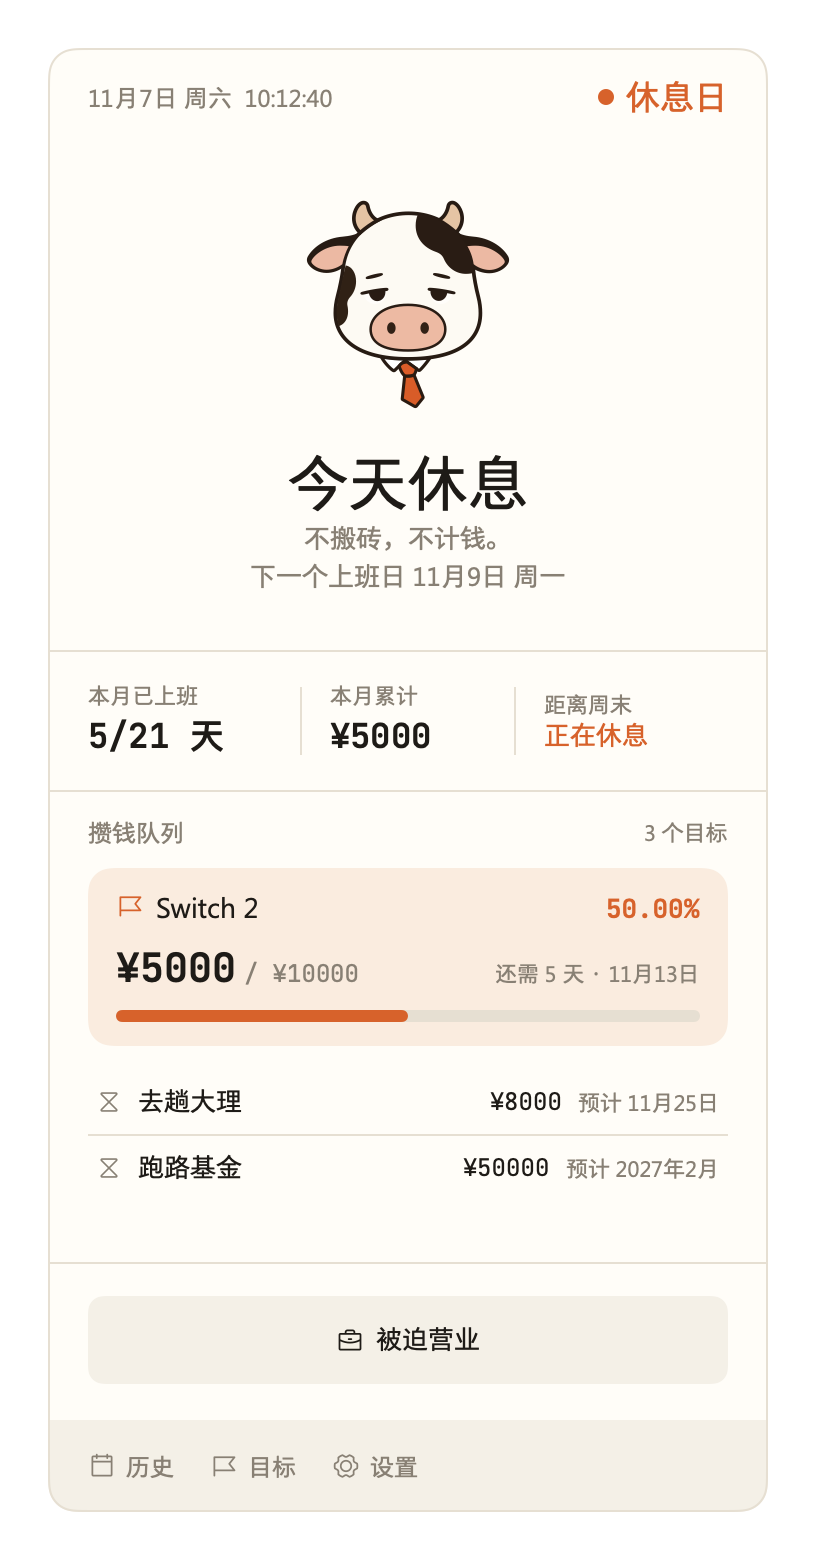 11月7日 周六 10:12:40
休息日
今天休息
不搬砖，不计钱。
下一个上班日 11月9日 周一
本月已上班
5/21 天
本月累计
¥5000
距离周末
正在休息
攒钱队列
3 个目标
Switch 2
50.00%
¥5000 / ¥10000
还需 5 天 · 11月13日
去趟大理
¥8000 预计 11月25日
跑路基金
¥50000 预计 2027年2月
被迫营业
历史
目标
设置